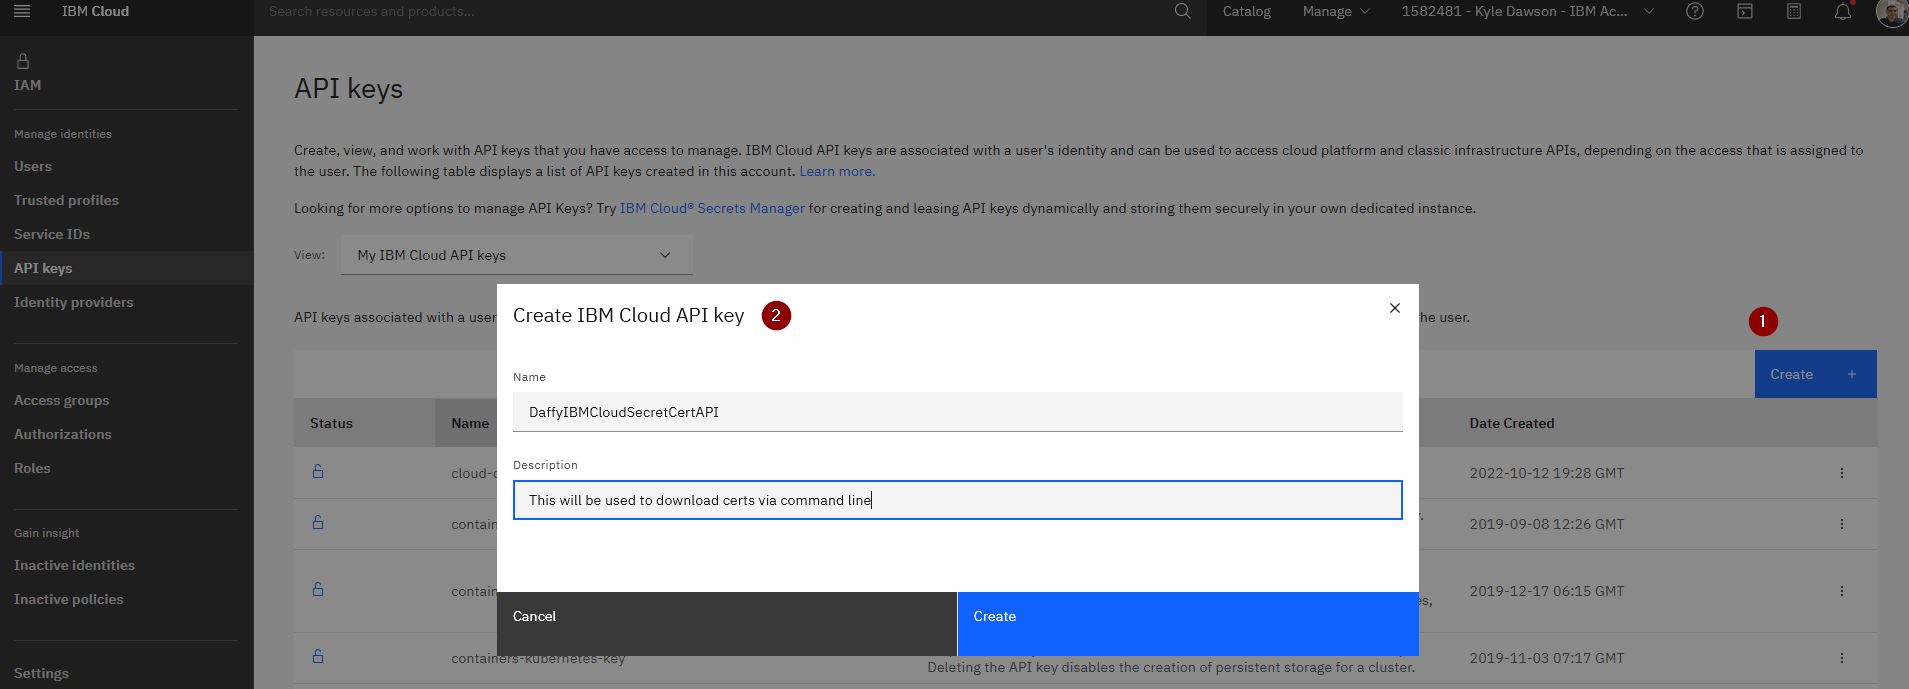 IBM Cloud
Search resources and products...
Catalog
Manage
1582481 - Kyle Dawson - IBM Ac...
IAM
Manage identities
Users
Trusted profiles
Service IDs
API keys
Identity providers
Manage access
Access groups
Authorizations
Roles
Gain insight
Inactive identities
Inactive policies
Settings
API keys
Create, view, and work with API keys that you have access to manage. IBM Cloud API keys are associated with a user's identity and can be used to access cloud platform and classic infrastructure APIs, depending on the access that is assigned to
the user. The following table displays a list of API keys created in this account. Learn more.
Looking for more options to manage API Keys? Try IBM Cloud® Secrets Manager for creating and leasing API keys dynamically and storing them securely in your own dedicated instance.
View:
My IBM Cloud API keys
API keys associated with a user
he user.
1
Create +
Status
Name
Date Created
cloud-
2022-10-12 19:28 GMT
contain
2019-09-08 12:26 GMT
contain
2019-12-17 06:15 GMT
containers-kubernetes-key
Deleting the API key disables the creation of persistent storage for a cluster.
2019-11-03 07:17 GMT
Create IBM Cloud API key
2
Name
DaffyIBMCloudSecretCertAPI
Description
This will be used to download certs via command line
Cancel
Create